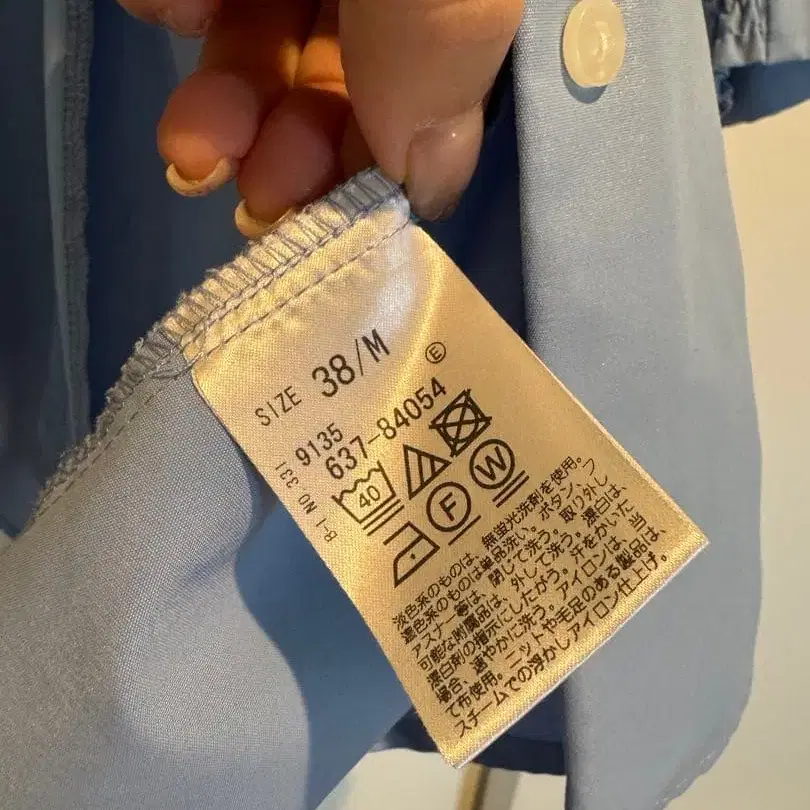 SIZE 38/M
B-I NO.331 9135
637-84054 E
40
F W
淡色系のものは、無蛍光洗剤を使用。
濃色系のものは単品洗い。ボタン、フ
ァスナー等は、閉じて洗う。取り外し
可能な附属品は、外して洗う。漂白は、
漂白剤の指示にしたがう。汗をかいた
場合、速やかに洗う。アイロンは、当
て布使用。ニットや毛足のある製品は、
スチームでの浮かしアイロン仕上げ。